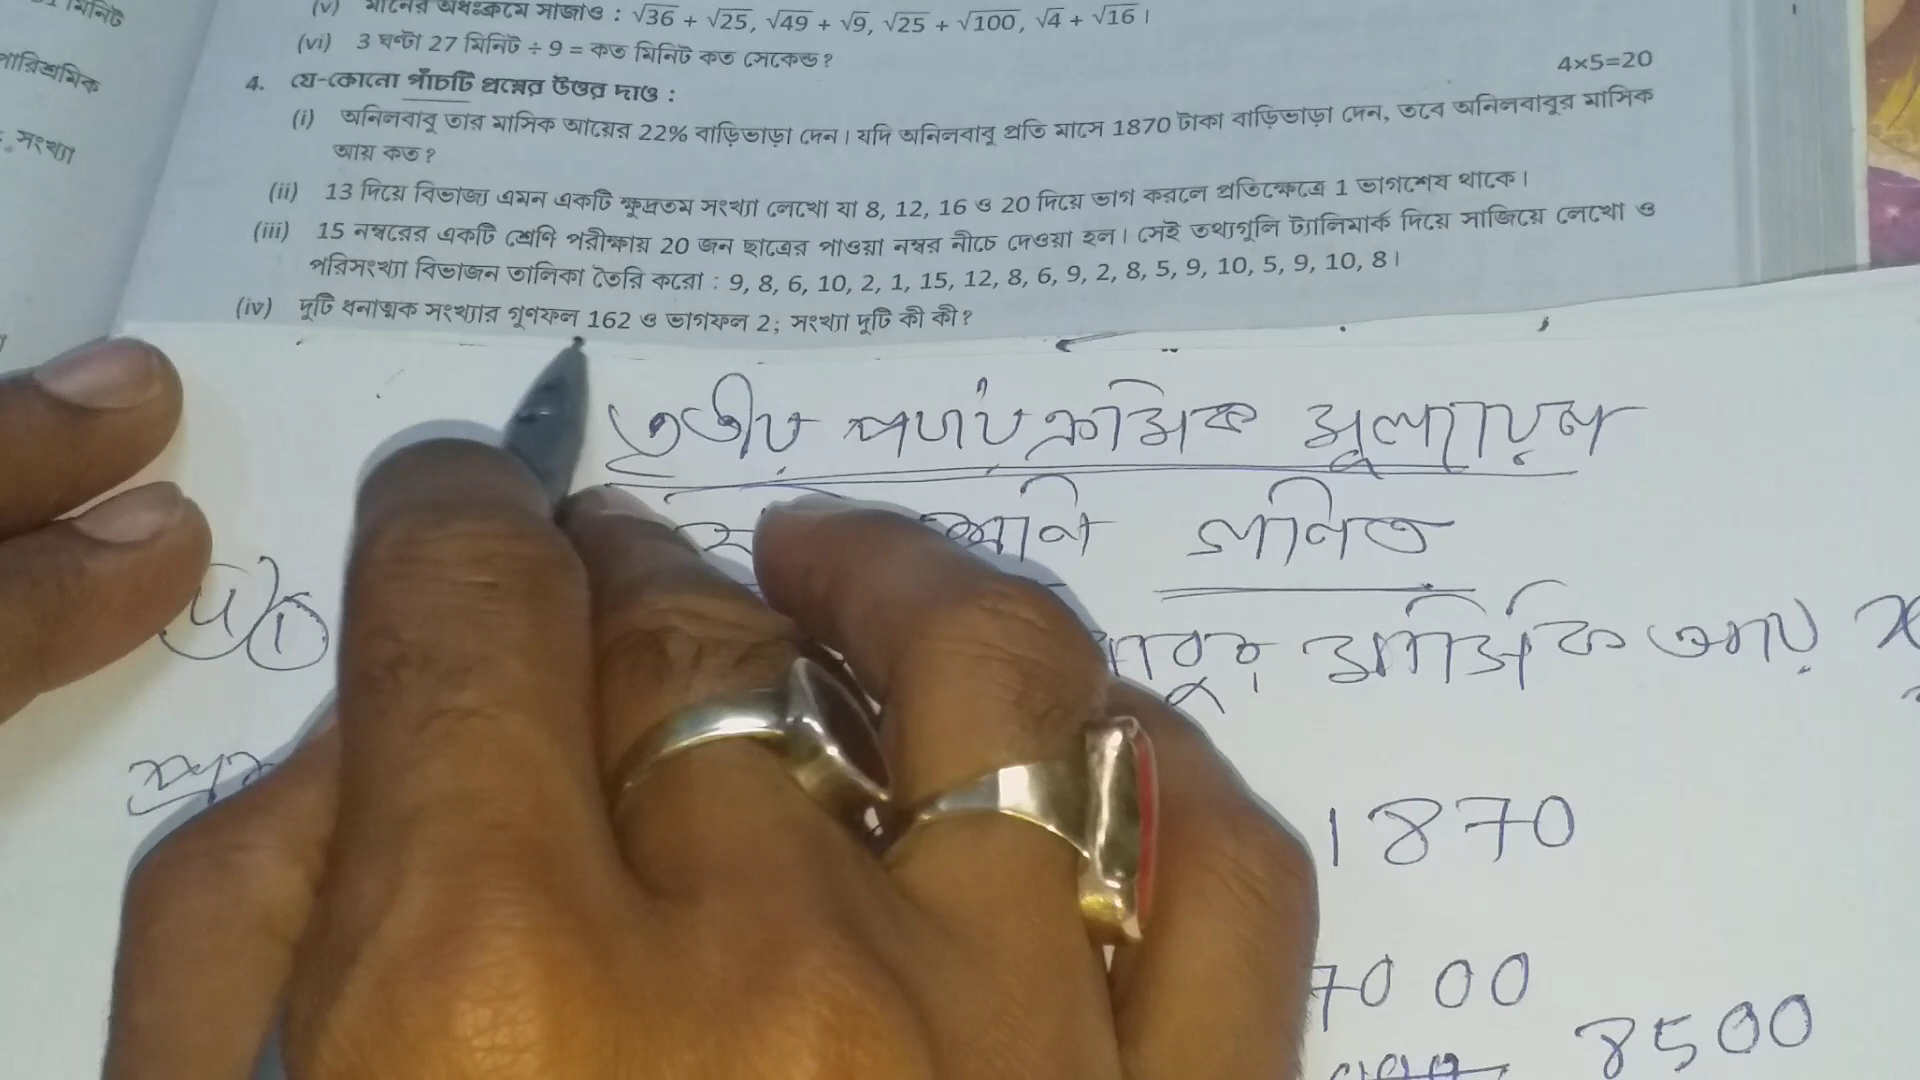 মিনিট
পারিশ্রমিক
সংখ্যা
(v) মানের অধঃক্রমে সাজাও : √36 + √25, √49 + √9, √25 + √100, √4 + √16।
(vi) 3 ঘণ্টা 27 মিনিট ÷ 9 = কত মিনিট কত সেকেন্ড?
4. যে-কোনো পাঁচটি প্রশ্নের উত্তর দাও : 4×5=20
(i) অনিলবাবু তার মাসিক আয়ের 22% বাড়িভাড়া দেন। যদি অনিলবাবু প্রতি মাসে 1870 টাকা বাড়িভাড়া দেন, তবে অনিলবাবুর মাসিক
আয় কত?
(ii) 13 দিয়ে বিভাজ্য এমন একটি ক্ষুদ্রতম সংখ্যা লেখো যা 8, 12, 16 ও 20 দিয়ে ভাগ করলে প্রতিক্ষেত্রে 1 ভাগশেষ থাকে।
(iii) 15 নম্বরের একটি শ্রেণি পরীক্ষায় 20 জন ছাত্রের পাওয়া নম্বর নীচে দেওয়া হল। সেই তথ্যগুলি ট্যালিমার্ক দিয়ে সাজিয়ে লেখো ও
পরিসংখ্যা বিভাজন তালিকা তৈরি করো : 9, 8, 6, 10, 2, 1, 15, 12, 8, 6, 9, 2, 8, 5, 9, 10, 5, 9, 10, 8।
(iv) দুটি ধনাত্মক সংখ্যার গুণফল 162 ও ভাগফল 2; সংখ্যা দুটি কী কী?
তৃতীয় পর্যায়ক্রমিক মূল্যায়ন
গনিত
মাসিক আয়
1870
7000
8500